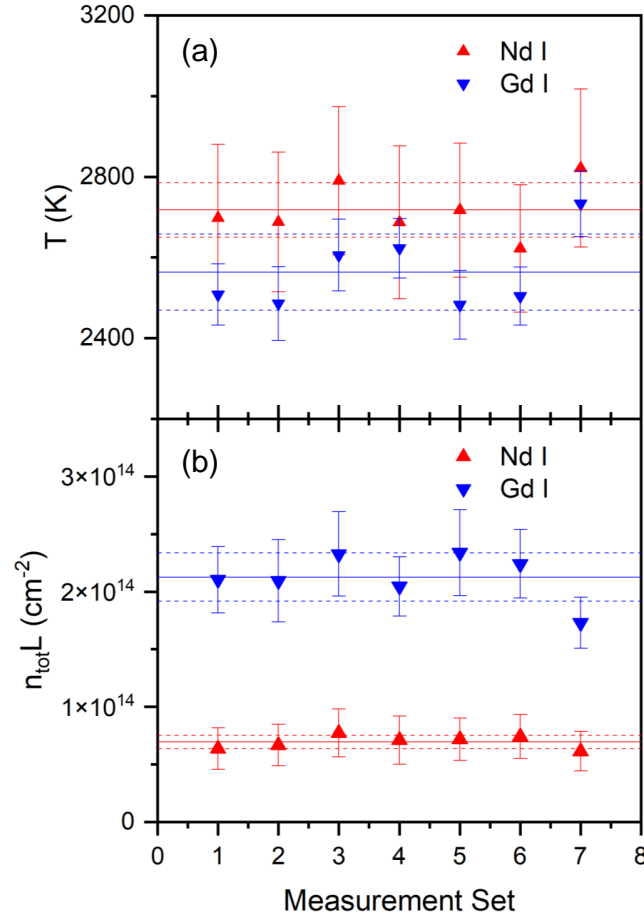 3200
(a)
Nd I
Gd I
2800
T (K)
2400
(b)
Nd I
Gd I
3×10¹⁴
2×10¹⁴
n_totL (cm⁻²)
1×10¹⁴
0
0 1 2 3 4 5 6 7 8
Measurement Set